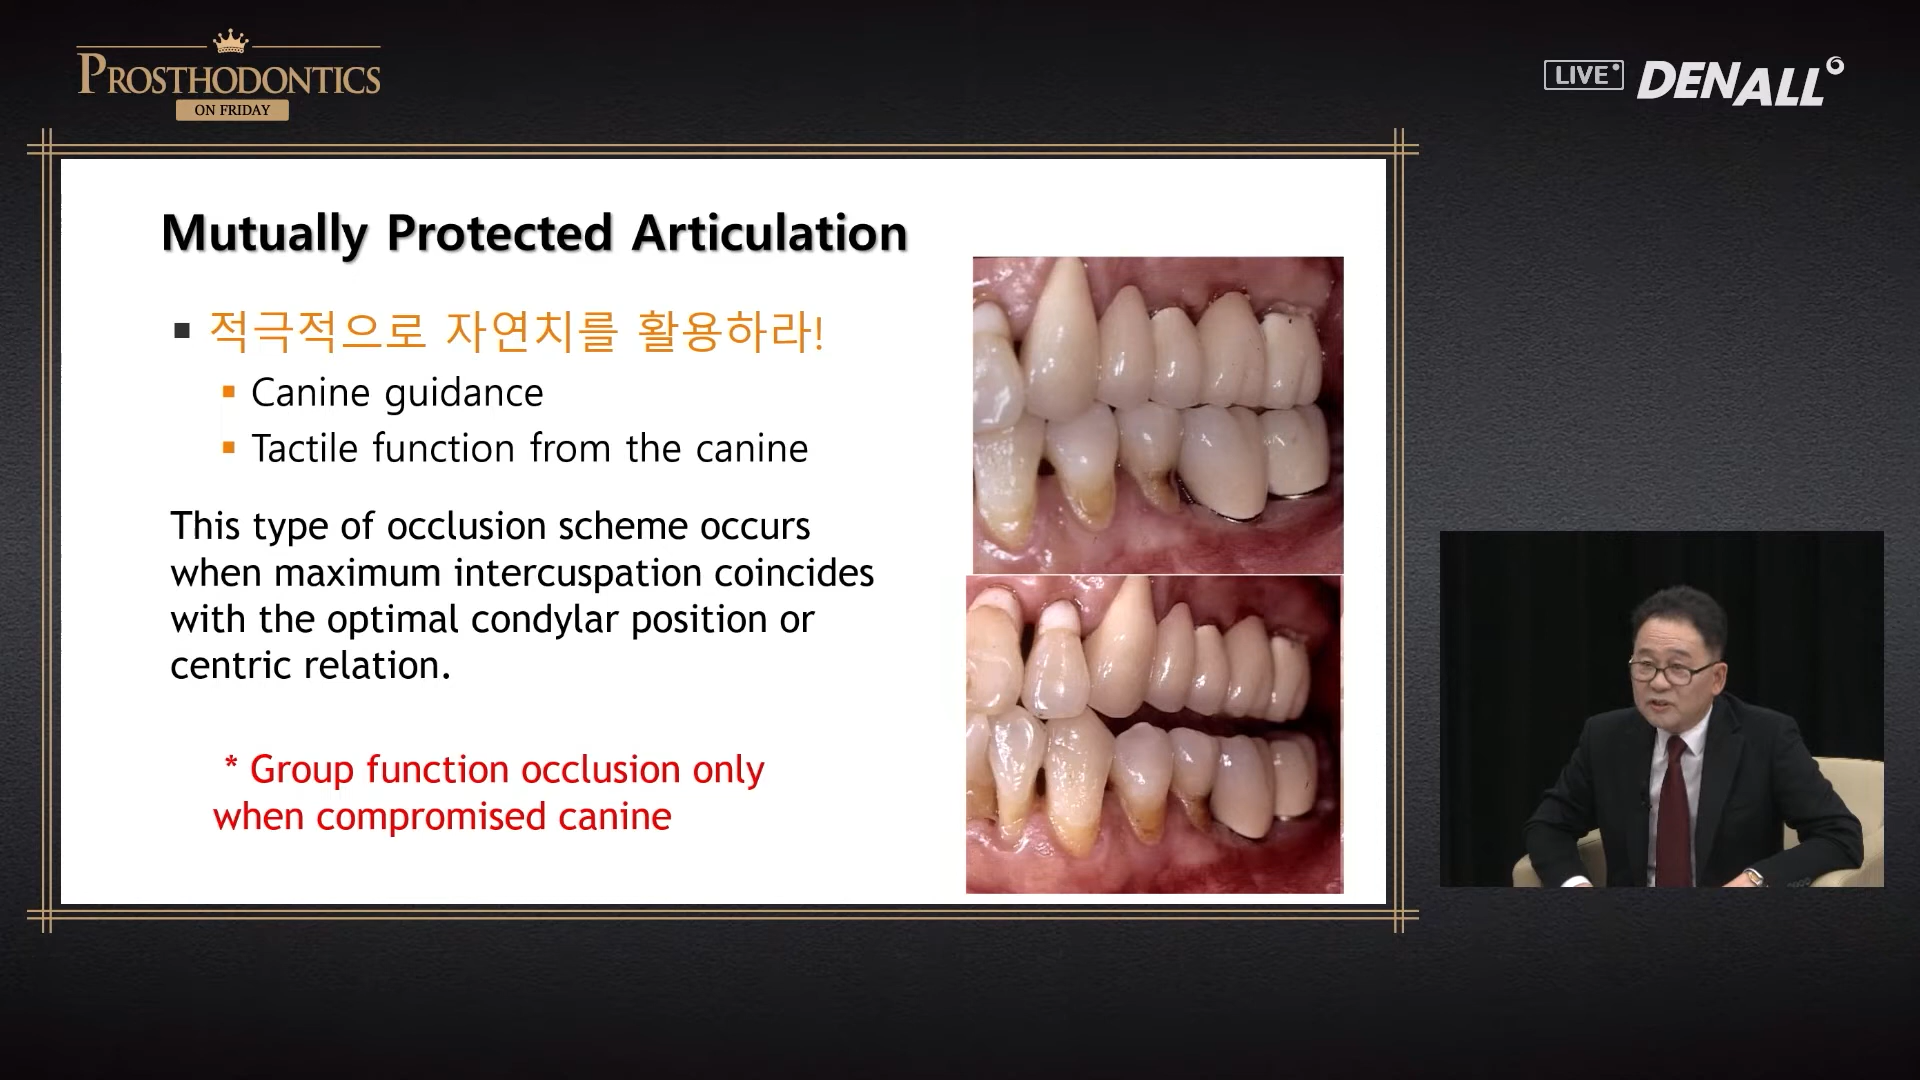 PROSTHODONTICS
ON FRIDAY
LIVE
DENALL
Mutually Protected Articulation
▪ 적극적으로 자연치를 활용하라!
▪ Canine guidance
▪ Tactile function from the canine
This type of occlusion scheme occurs
when maximum intercuspation coincides
with the optimal condylar position or
centric relation.
* Group function occlusion only
when compromised canine